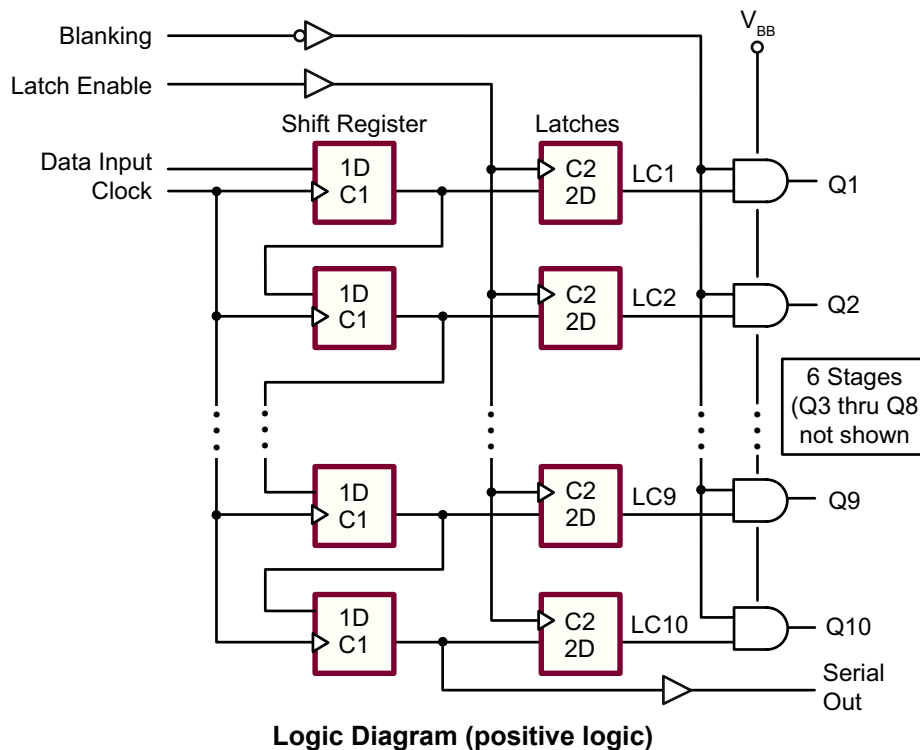 Blanking
V BB
Latch Enable
Shift Register
Latches
Data Input
Clock
1D
C1
C2
2D
LC1
Q1
1D
C1
C2
2D
LC2
Q2
6 Stages
(Q3 thru Q8
not shown
1D
C1
C2
2D
LC9
Q9
1D
C1
C2
2D
LC10
Q10
Serial
Out
Logic Diagram (positive logic)